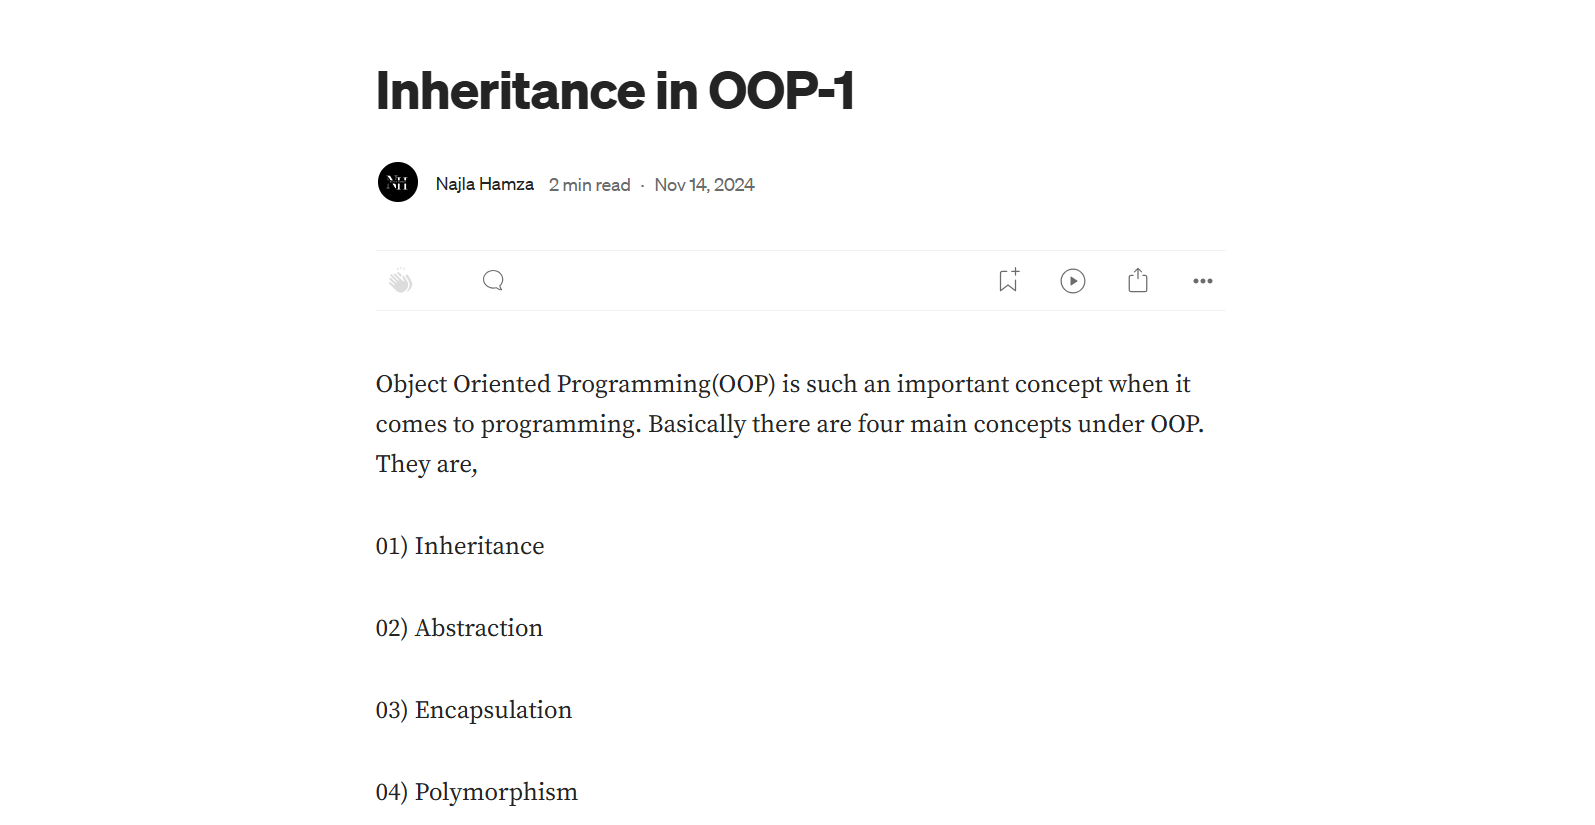 Inheritance in OOP-1
NH
Najla Hamza 2 min read · Nov 14, 2024
Object Oriented Programming(OOP) is such an important concept when it
comes to programming. Basically there are four main concepts under OOP.
They are,
01) Inheritance
02) Abstraction
03) Encapsulation
04) Polymorphism